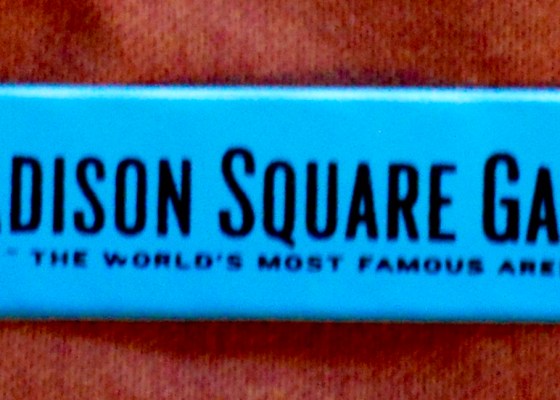 ADISON SQUARE GA
" THE WORLD'S MOST FAMOUS ARE